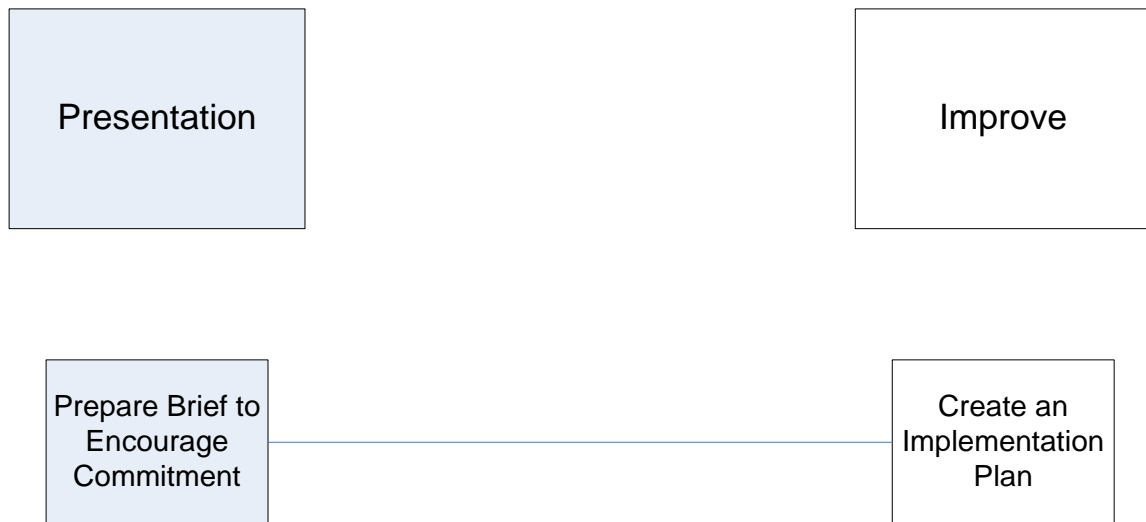 Presentation
Improve
Prepare Brief to
Encourage
Commitment
Create an
Implementation
Plan